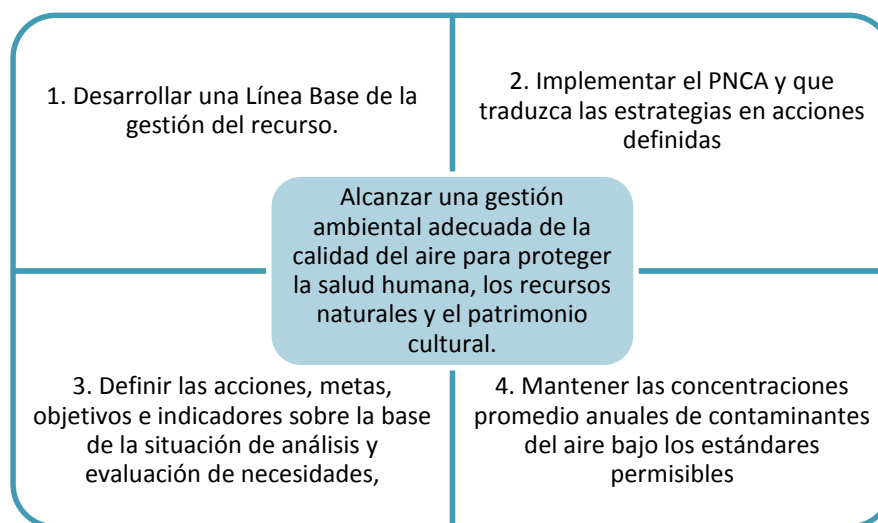 1. Desarrollar una Línea Base de la
gestión del recurso.
2. Implementar el PNCA y que
traduzca las estrategias en acciones
definidas
Alcanzar una gestión
ambiental adecuada de la
calidad del aire para proteger
la salud humana, los recursos
naturales y el patrimonio
cultural.
3. Definir las acciones, metas,
objetivos e indicadores sobre la base
de la situación de análisis y
evaluación de necesidades,
4. Mantener las concentraciones
promedio anuales de contaminantes
del aire bajo los estándares
permisibles